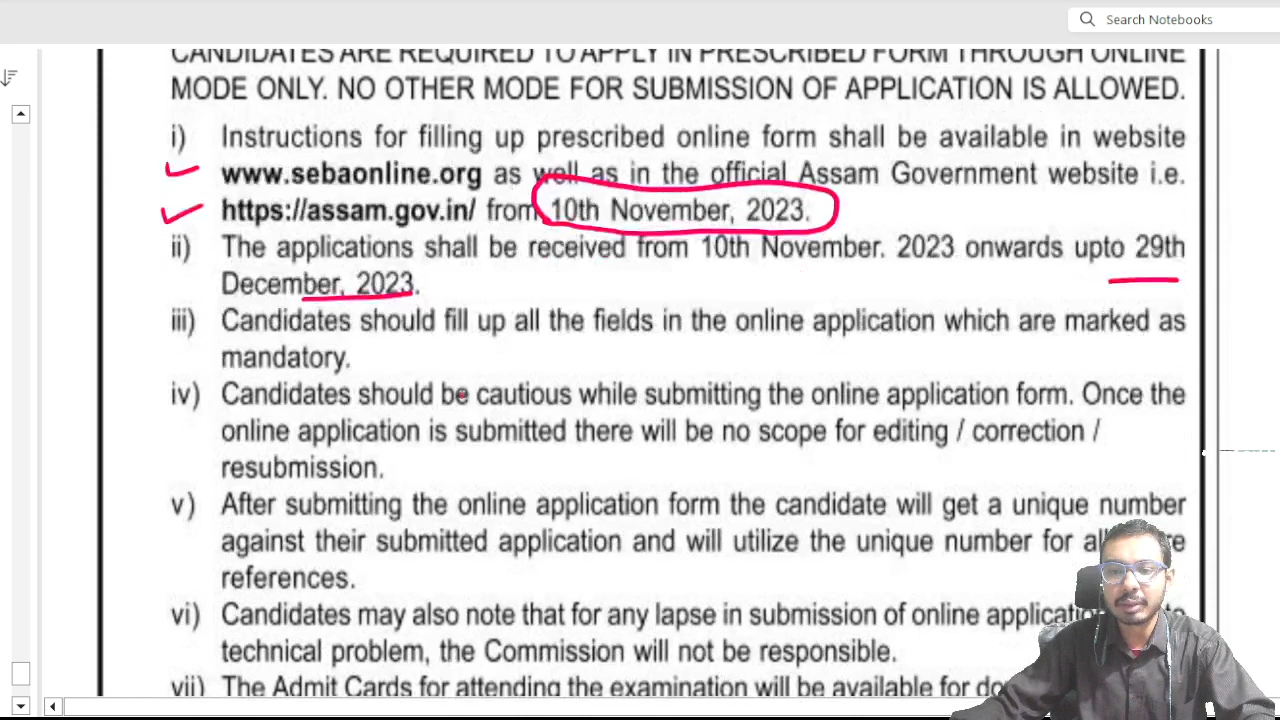 Search Notebooks
CANDIDATES ARE REQUIRED TO APPLY IN PRESCRIBED FORM THROUGH ONLINE
MODE ONLY. NO OTHER MODE FOR SUBMISSION OF APPLICATION IS ALLOWED.
i) Instructions for filling up prescribed online form shall be available in website
www.sebaonline.org as well as in the official Assam Government website i.e.
https://assam.gov.in/ from 10th November, 2023.
ii) The applications shall be received from 10th November. 2023 onwards upto 29th
December, 2023.
iii) Candidates should fill up all the fields in the online application which are marked as
mandatory.
iv) Candidates should be cautious while submitting the online application form. Once the
online application is submitted there will be no scope for editing / correction /
resubmission.
v) After submitting the online application form the candidate will get a unique number
against their submitted application and will utilize the unique number for
references.
vi) Candidates may also note that for any lapse in submission of online
technical problem, the Commission will not be responsible.
vii) The Admit Cards for attending the examination will be available for